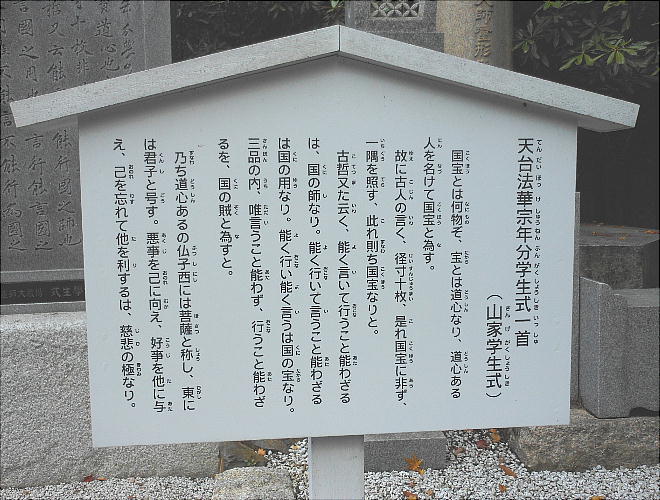 天台法華宗年分学生式一首
（山家学生式）
国宝とは何物ぞ、宝とは道心なり、道心ある
人を名けて国宝と為す。
故に古人の言く、径寸十枚、是れ国宝に非ず、
一隅を照す、此れ則ち国宝なりと。
古哲又た云く、能く言いて行うこと能わざる
は、国の師なり。能く行いて言うこと能わざる
は国の用なり。能く行い能く言うは国の宝なり。
三品の内、唯言うこと能わず、行うこと能わざ
るを、国の賊と為すと。
乃ち道心あるの仏子西には菩薩と称し、東に
は君子と号す。悪事を己に向え、好事を他に与
え、己を忘れて他を利するは、慈悲の極なり。